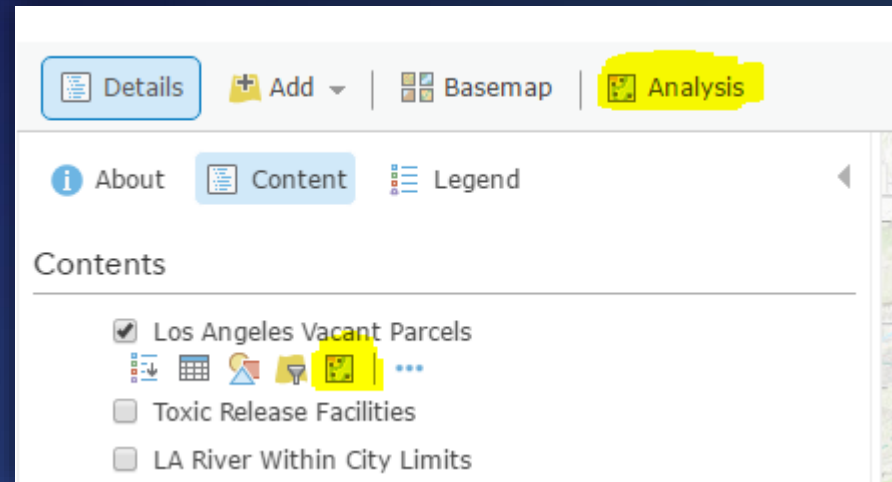 Details Add Basemap Analysis
About Content Legend
Contents
Los Angeles Vacant Parcels
Toxic Release Facilities
LA River Within City Limits